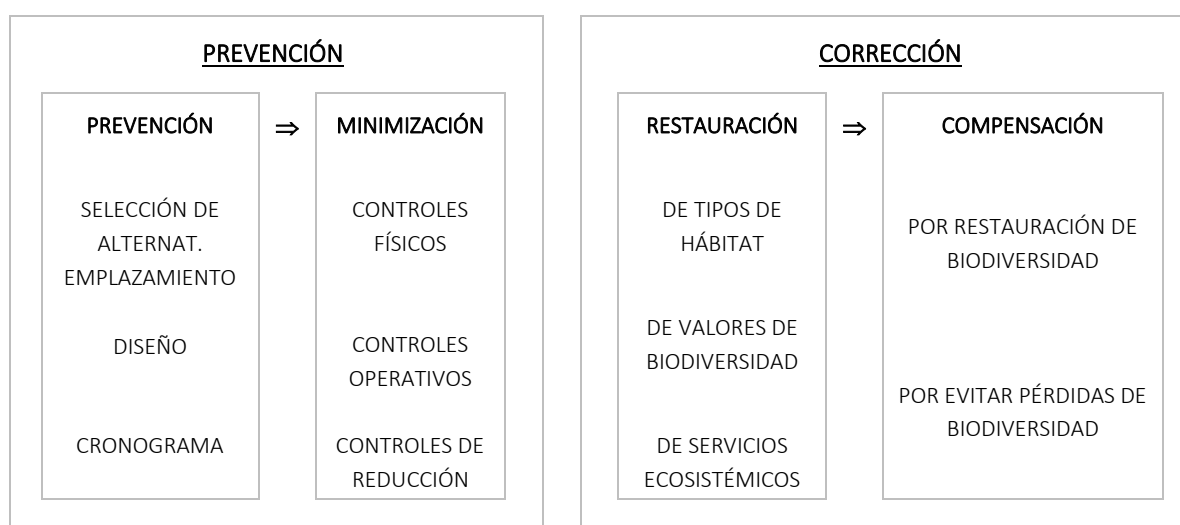 PREVENCIÓN
PREVENCIÓN
⇒
MINIMIZACIÓN
SELECCIÓN DE
ALTERNAT.
EMPLAZAMIENTO
DISEÑO
CRONOGRAMA
CONTROLES
FÍSICOS
CONTROLES
OPERATIVOS
CONTROLES DE
REDUCCIÓN
CORRECCIÓN
RESTAURACIÓN
⇒
COMPENSACIÓN
DE TIPOS DE
HÁBITAT
DE VALORES DE
BIODIVERSIDAD
DE SERVICIOS
ECOSISTÉMICOS
POR RESTAURACIÓN DE
BIODIVERSIDAD
POR EVITAR PÉRDIDAS DE
BIODIVERSIDAD